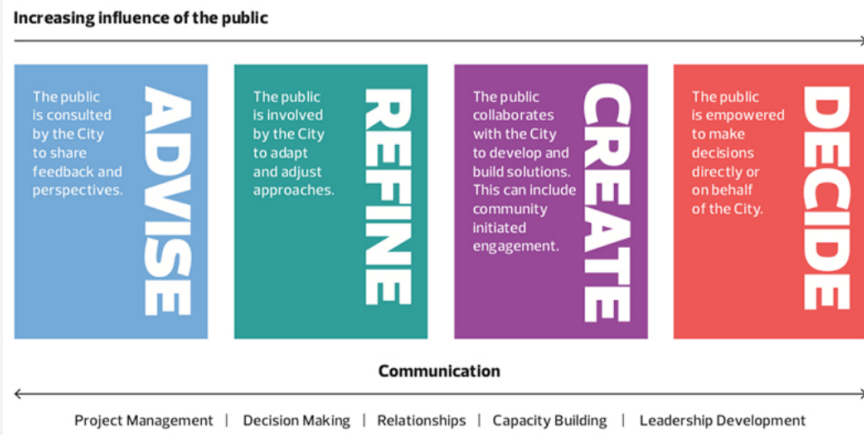 Increasing influence of the public
The public
is consulted
by the City
to share
feedback and
perspectives.
ADVISE
The public
is involved
by the City
to adapt
and adjust
approaches.
REFINE
The public
collaborates
with the City
to develop and
build solutions.
This can include
community
initiated
engagement.
CREATE
The public
is empowered
to make
decisions
directly or
on behalf
of the City.
DECIDE
Communication
Project Management | Decision Making | Relationships | Capacity Building | Leadership Development